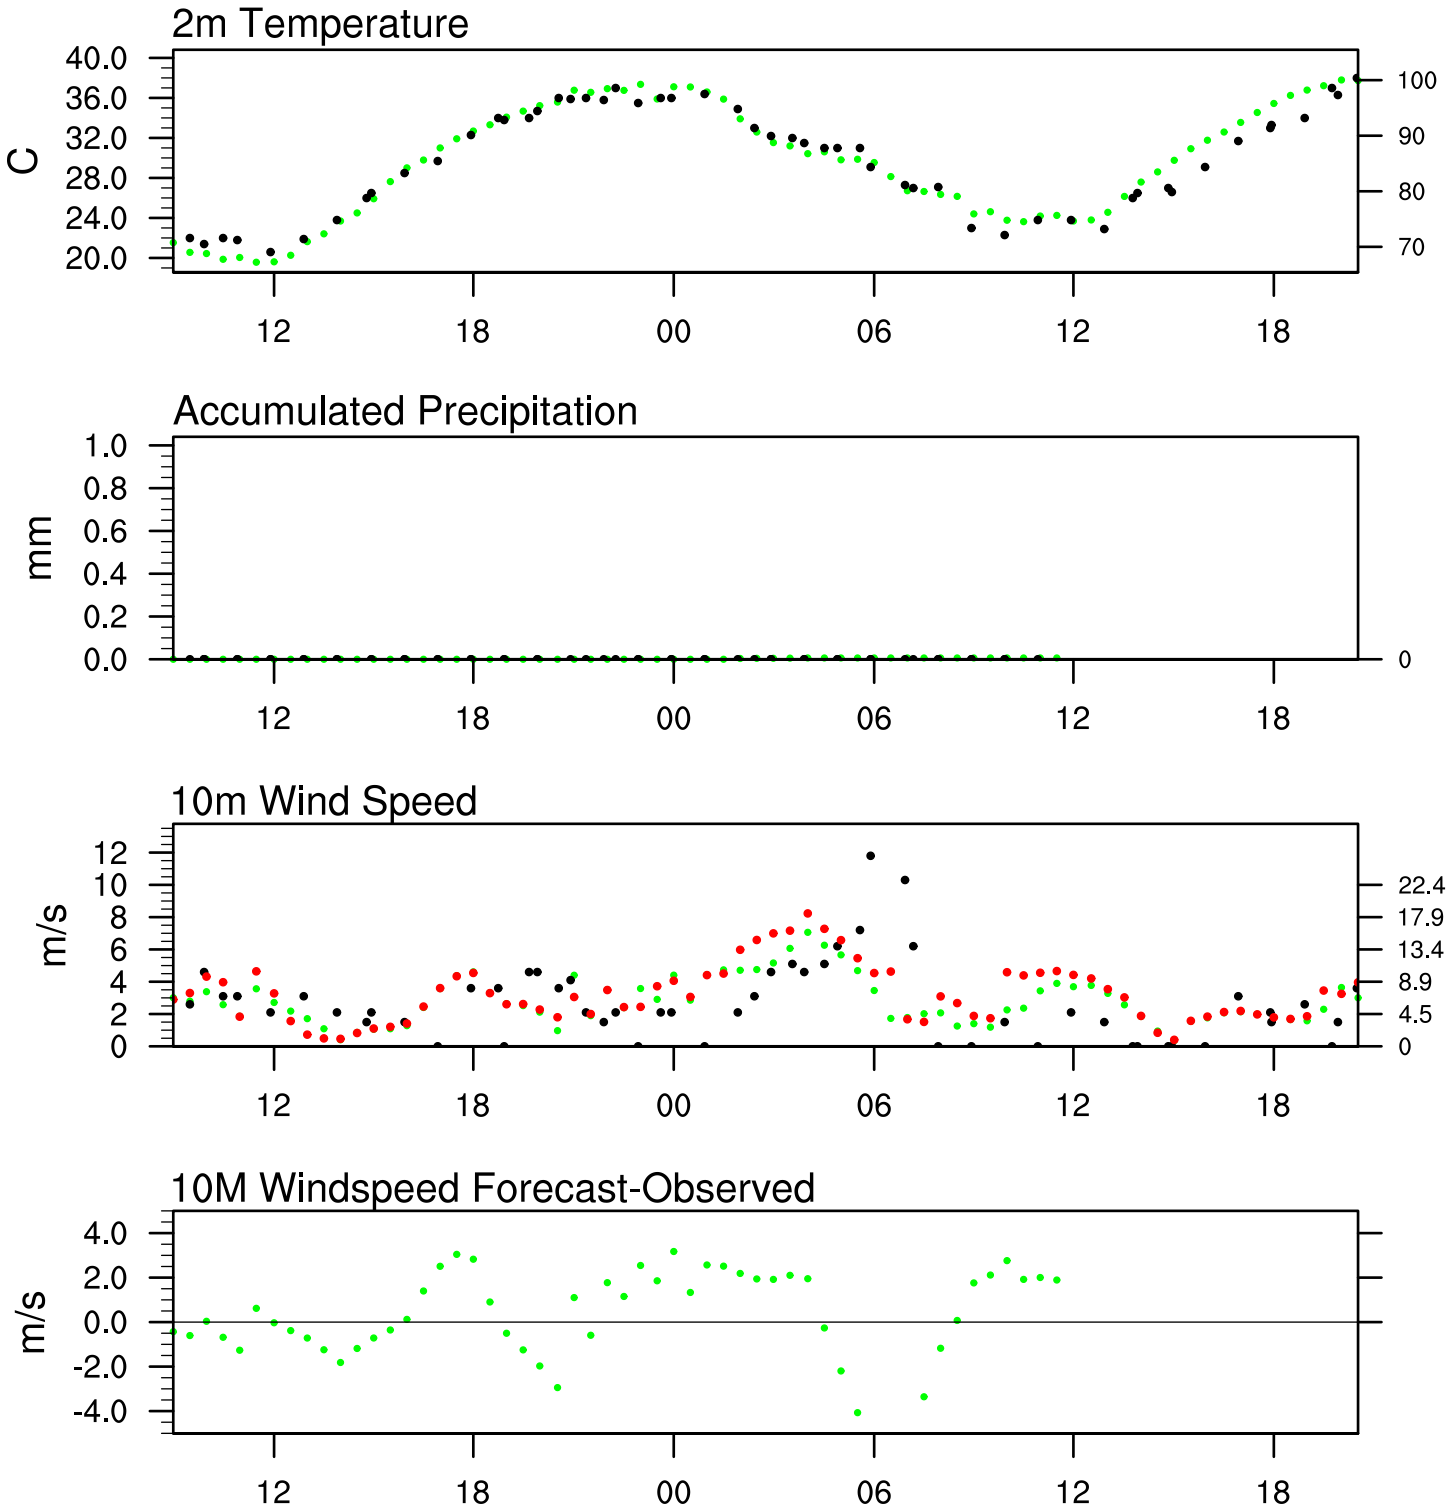 2m Temperature
40.0
36.0
32.0
28.0
24.0
20.0
C
100
90
80
70
12 18 00 06 12 18
Accumulated Precipitation
1.0
0.8
0.6
0.4
0.2
0.0
mm
0
12 18 00 06 12 18
10m Wind Speed
12
10
8
6
4
2
0
m/s
22.4
17.9
13.4
8.9
4.5
0
12 18 00 06 12 18
10M Windspeed Forecast-Observed
4.0
2.0
0.0
-2.0
-4.0
m/s
12 18 00 06 12 18